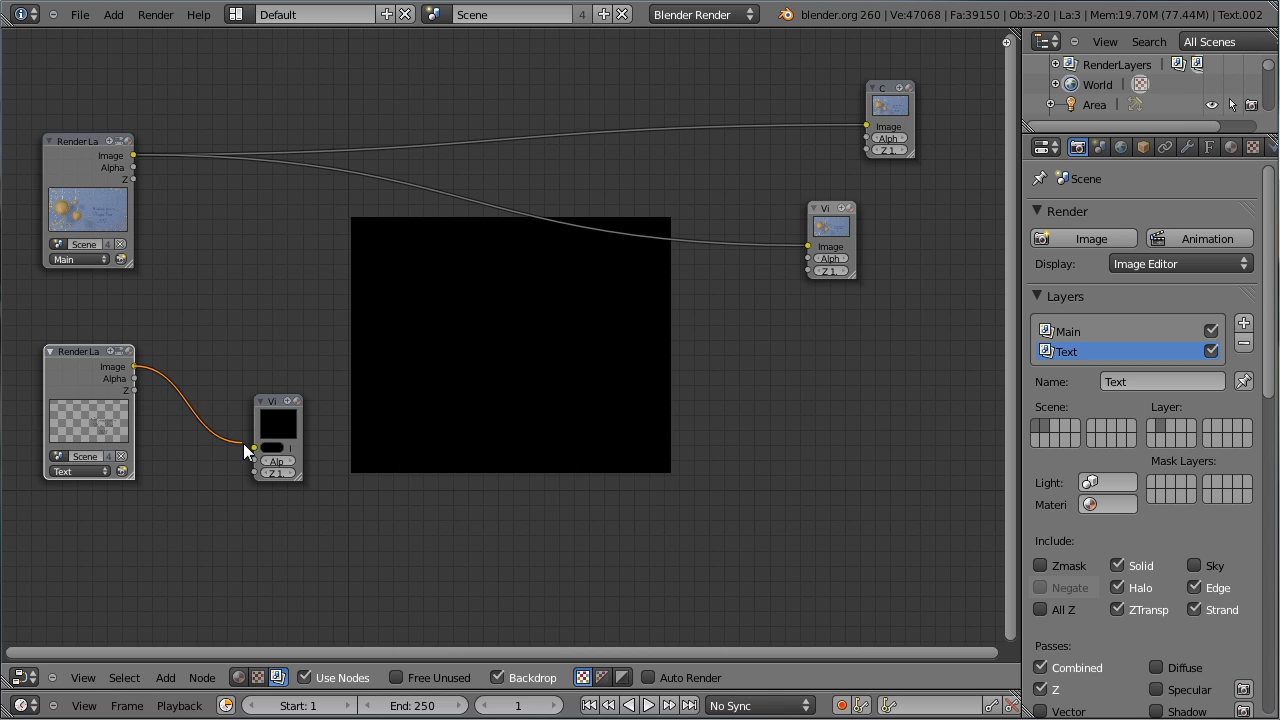 File Add Render Help Default Scene 4 Blender Render blender.org 260 | Ve:47068 | Fa:39150 | Ob:3-20 | La:3 | Mem:19.70M (77.44M) | Text.002
View Search All Scenes
RenderLayers
World
Area
Scene
Render
Image Animation
Display: Image Editor
Layers
Main
Text
Name: Text
Scene: Layer:
Mask Layers:
Light:
Materi
Include:
Zmask Solid Sky
Negate Halo Edge
All Z ZTransp Strand
Passes:
Combined Diffuse
Z Specular
Vector Shadow
Render La
Image
Alpha
Z
Scene 4
Main
C
Image
Alph
Z 1.
Vi
Image
Alph
Z 1.
Render La
Image
Alpha
Z
Scene 4
Text
Vi
I
Alp
Z 1.
View Select Add Node Use Nodes Free Unused Backdrop Auto Render
View Frame Playback Start: 1 End: 250 1 No Sync